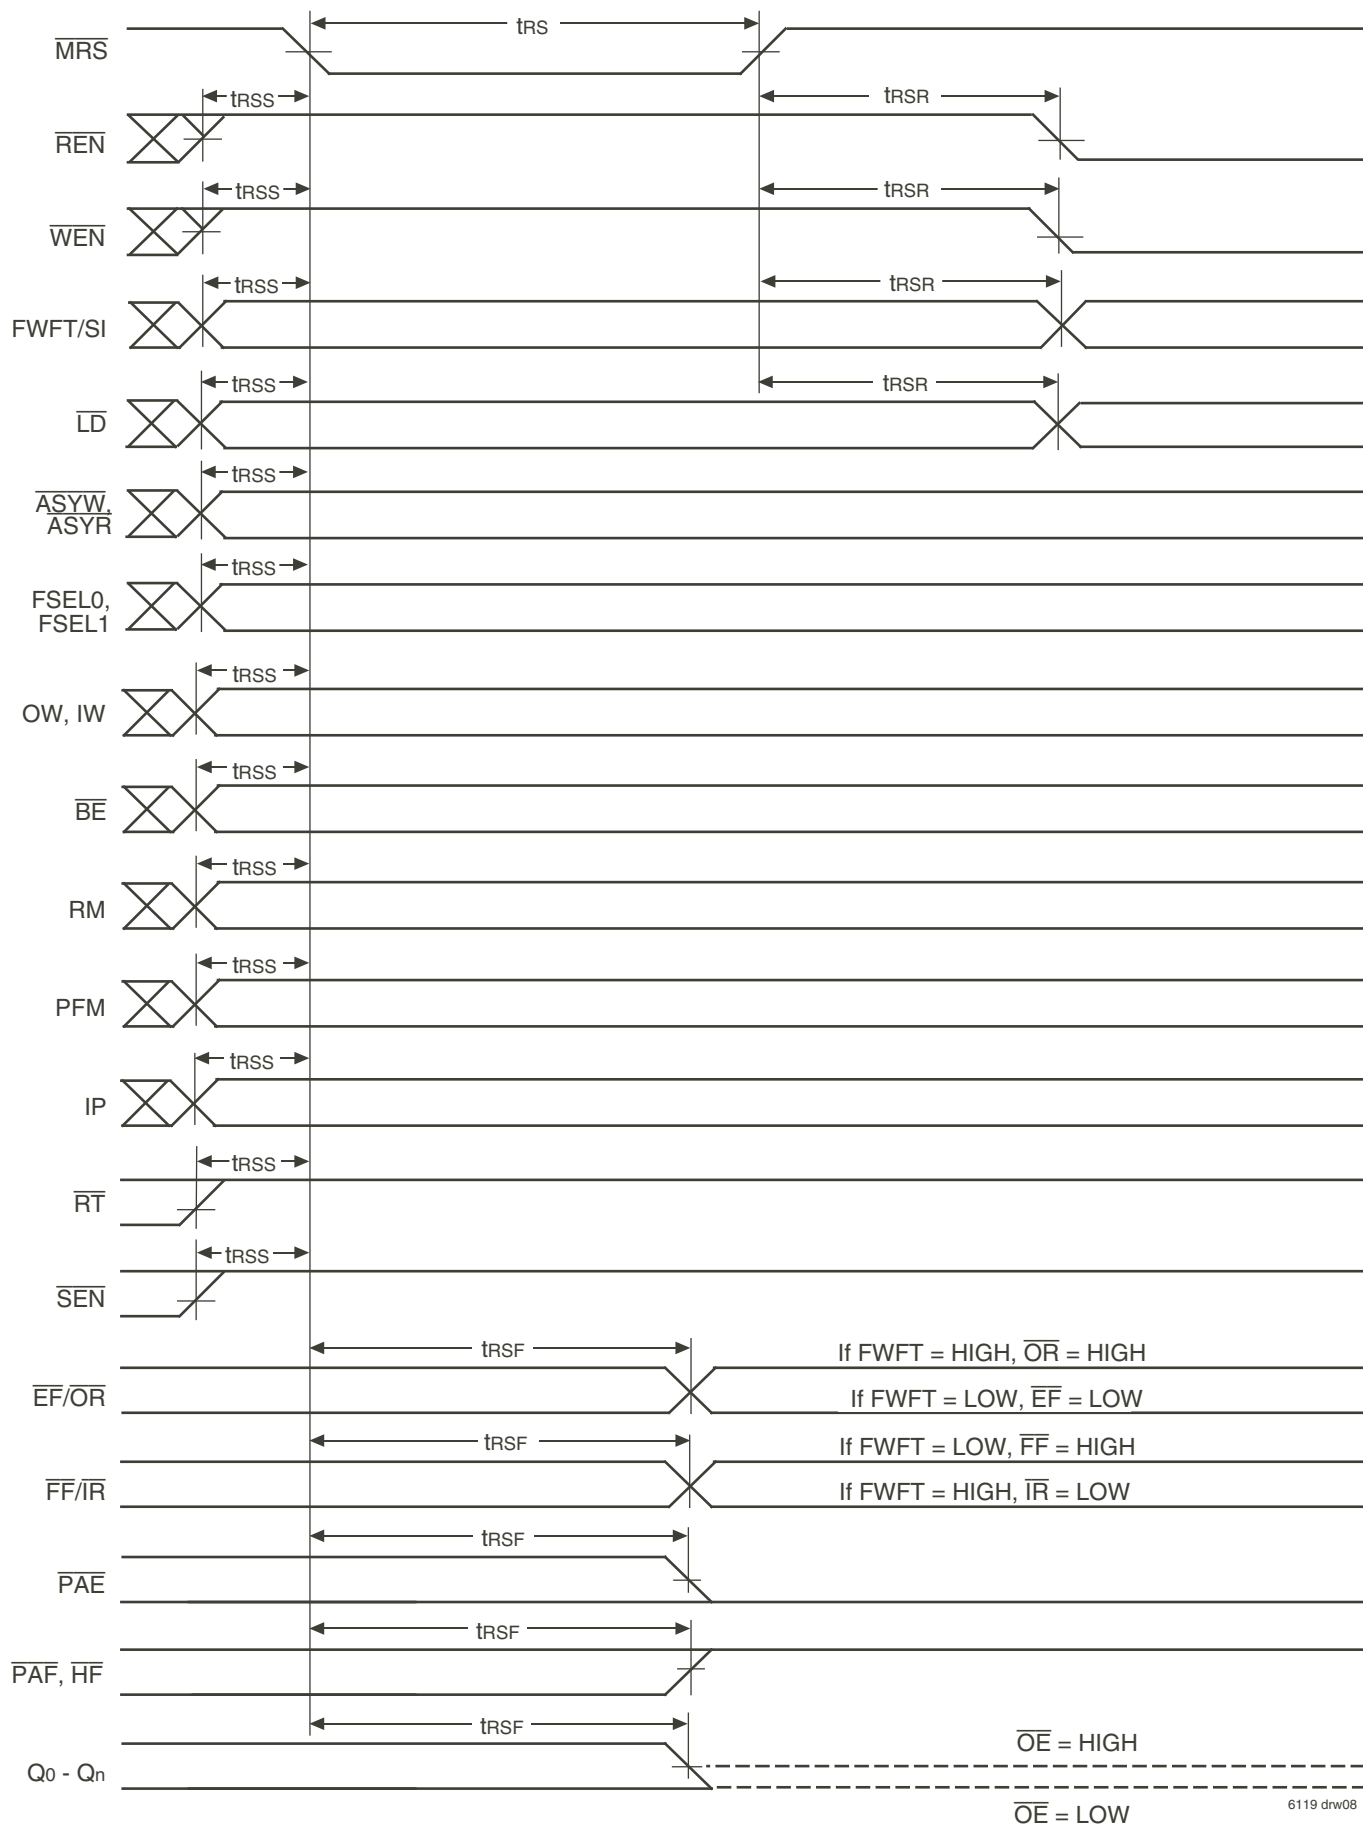 tRS
MRS
tRSS tRSR
REN
tRSS tRSR
WEN
tRSS tRSR
FWFT/SI
tRSS tRSR
LD
tRSS
ASYW,
ASYR
tRSS
FSEL0,
FSEL1
tRSS
OW, IW
tRSS
BE
tRSS
RM
tRSS
PFM
tRSS
IP
tRSS
RT
tRSS
SEN
tRSF
If FWFT = HIGH, OR = HIGH
EF/OR
If FWFT = LOW, EF = LOW
tRSF
If FWFT = LOW, FF = HIGH
FF/IR
If FWFT = HIGH, IR = LOW
tRSF
PAE
tRSF
PAF, HF
tRSF
OE = HIGH
Q0 - Qn
OE = LOW
6119 drw08